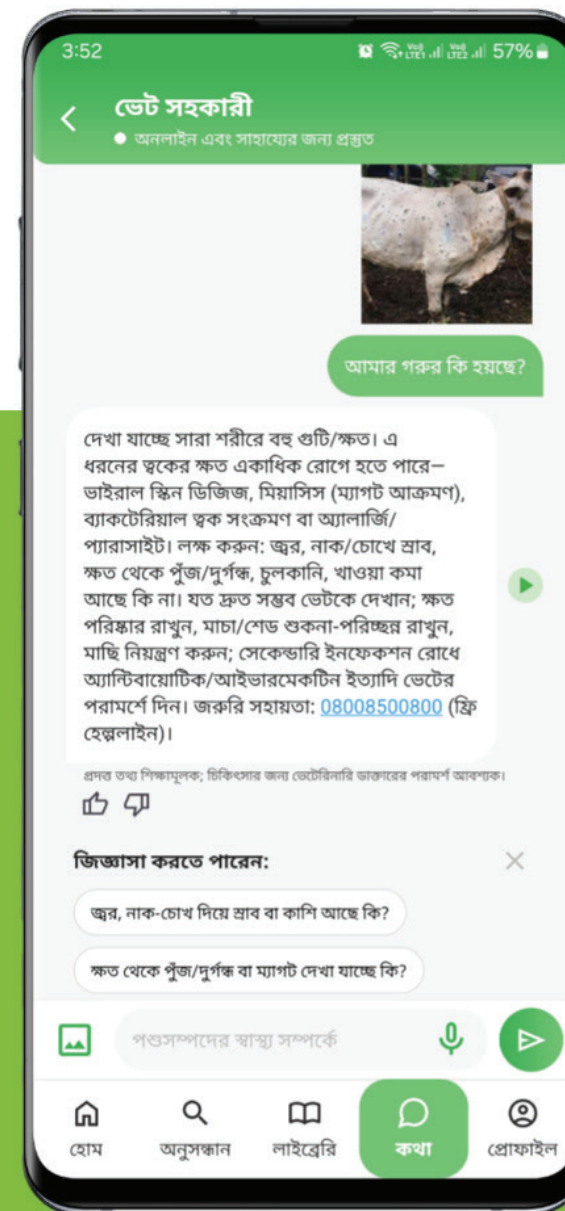 3:52
Vo)) LTE1 Vo)) LTE2 57%
ভেট সহকারী
অনলাইন এবং সাহায্যের জন্য প্রস্তুত
আমার গরুর কি হয়ছে?
দেখা যাচ্ছে সারা শরীরে বহু গুটি/ক্ষত। এ
ধরনের ত্বকের ক্ষত একাধিক রোগে হতে পারে—
ভাইরাল স্কিন ডিজিজ, মিয়াসিস (ম্যাগট আক্রমণ),
ব্যাকটেরিয়াল ত্বক সংক্রমণ বা অ্যালার্জি/
প্যারাসাইট। লক্ষ করুন: জ্বর, নাক/চোখে স্রাব,
ক্ষত থেকে পুঁজ/দুর্গন্ধ, চুলকানি, খাওয়া কমা
আছে কি না। যত দ্রুত সম্ভব ভেটকে দেখান; ক্ষত
পরিষ্কার রাখুন, মাচা/শেড শুকনা-পরিচ্ছন্ন রাখুন,
মাছি নিয়ন্ত্রণ করুন; সেকেন্ডারি ইনফেকশন রোধে
অ্যান্টিবায়োটিক/আইভারমেকটিন ইত্যাদি ভেটের
পরামর্শে দিন। জরুরি সহায়তা: 08008500800 (ফ্রি
হেল্পলাইন)।
প্রদত্ত তথ্য শিক্ষামূলক; চিকিৎসার জন্য ভেটেরিনারি ডাক্তারের পরামর্শ আবশ্যক।
জিজ্ঞাসা করতে পারেন:
জ্বর, নাক-চোখ দিয়ে স্রাব বা কাশি আছে কি?
ক্ষত থেকে পুঁজ/দুর্গন্ধ বা ম্যাগট দেখা যাচ্ছে কি?
পশুসম্পদের স্বাস্থ্য সম্পর্কে
হোম অনুসন্ধান লাইব্রেরি কথা প্রোফাইল